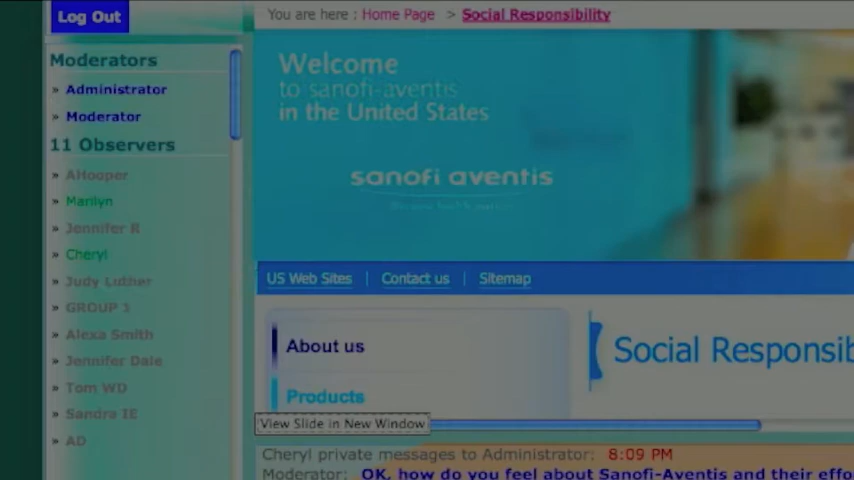 Log Out
You are here : Home Page > Social Responsibility
Moderators
» Administrator
» Moderator
11 Observers
» AHooper
» Marilyn
» Jennifer R
» Cheryl
» Judy Luther
» GROUP 3
» Alexa Smith
» Jennifer Dale
» Tom WD
» Sandra IE
» AD
Welcome
to sanofi-aventis
in the United States
sanofi aventis
US Web Sites | Contact us | Sitemap
About us
Products
Social Responsib
View Slide in New Window
Cheryl private messages to Administrator: 8:09 PM
Moderator: OK, how do you feel about Sanofi-Aventis and their effo